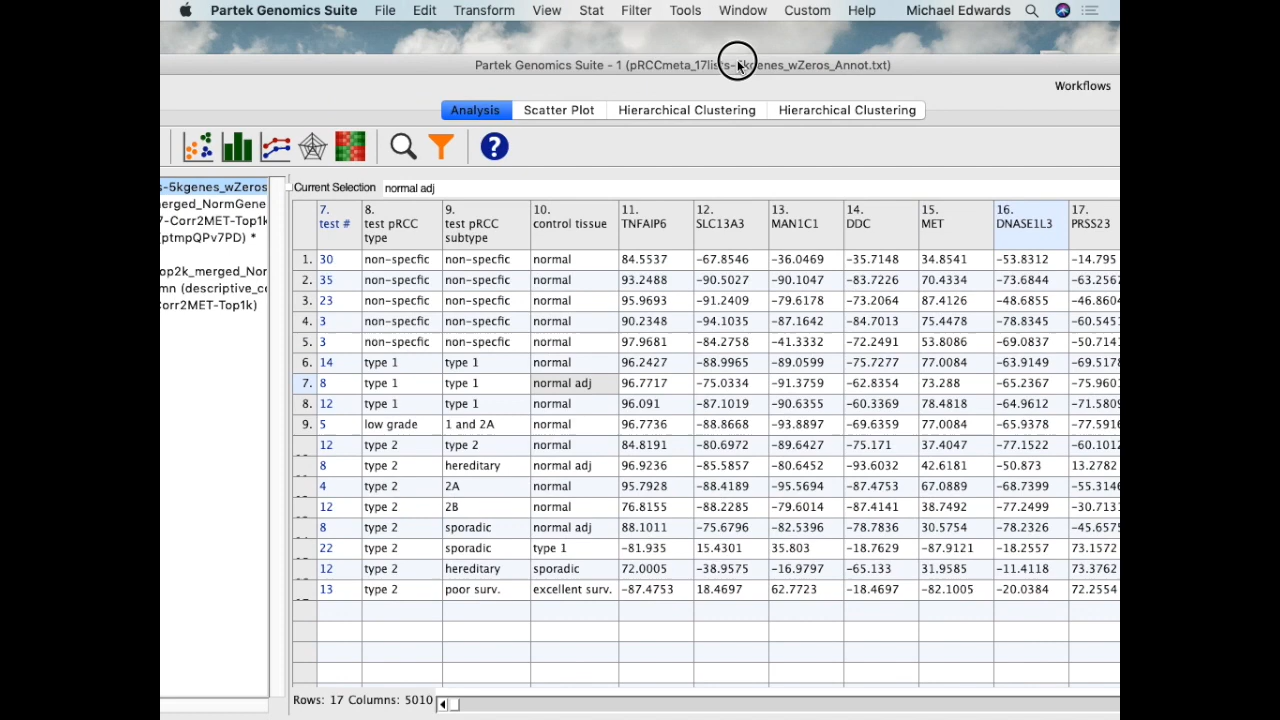 Partek Genomics Suite File Edit Transform View Stat Filter Tools Window Custom Help Michael Edwards
Partek Genomics Suite - 1 (pRCCmeta_17lists-5kgenes_wZeros_Annot.txt)
Workflows
Analysis Scatter Plot Hierarchical Clustering Hierarchical Clustering
?
s-5kgenes_wZeros
erged_NormGene
7-Corr2MET-Top1k
(ptmpQPv7PD) *
op2k_merged_Nor
mn (descriptive_co
Corr2MET-Top1k)
Current Selection normal adj
7. test # 8. test pRCC type 9. test pRCC subtype 10. control tissue 11. TNFAIP6 12. SLC13A3 13. MAN1C1 14. DDC 15. MET 16. DNASE1L3 17. PRSS23
1. 30 non-specfic non-specfic normal 84.5537 -67.8546 -36.0469 -35.7148 34.8541 -53.8312 -14.795
2. 35 non-specfic non-specfic normal 93.2488 -90.5027 -90.1047 -83.7226 70.4334 -73.6844 -63.2562
3. 23 non-specfic non-specfic normal 95.9693 -91.2409 -79.6178 -73.2064 87.4126 -48.6855 -46.8604
4. 3 non-specfic non-specfic normal 90.2348 -94.1035 -87.1642 -84.7013 75.4478 -78.8345 -60.5451
5. 3 non-specfic non-specfic normal 97.9681 -84.2758 -41.3332 -72.2491 53.8086 -69.0837 -50.7141
6. 14 type 1 type 1 normal 96.2427 -88.9965 -89.0599 -75.7277 77.0084 -63.9149 -69.5178
7. 8 type 1 type 1 normal adj 96.7717 -75.0334 -91.3759 -62.8354 73.288 -65.2367 -75.9601
8. 12 type 1 type 1 normal 96.091 -87.1019 -90.6355 -60.3369 78.4818 -64.9612 -71.5809
9. 5 low grade 1 and 2A normal 96.7736 -88.8668 -93.8897 -69.6359 77.0084 -65.9378 -77.5916
12 type 2 type 2 normal 84.8191 -80.6972 -89.6427 -75.171 37.4047 -77.1522 -60.1012
8 type 2 hereditary normal adj 96.9236 -85.5857 -80.6452 -93.6032 42.6181 -50.873 13.2782
4 type 2 2A normal 95.7928 -88.4189 -95.5694 -87.4753 67.0889 -68.7399 -55.3146
12 type 2 2B normal 76.8155 -88.2285 -79.6014 -87.4141 38.7492 -77.2499 -30.7131
8 type 2 sporadic normal adj 88.1011 -75.6796 -82.5396 -78.7836 30.5754 -78.2326 -45.6575
22 type 2 sporadic type 1 -81.935 15.4301 35.803 -18.7629 -87.9121 -18.2557 73.1572
12 type 2 hereditary sporadic 72.0005 -38.9575 -16.9797 -65.133 31.9585 -11.4118 73.3762
13 type 2 poor surv. excellent surv. -87.4753 18.4697 62.7723 -18.4697 -82.1005 -20.0384 72.2554
Rows: 17 Columns: 5010